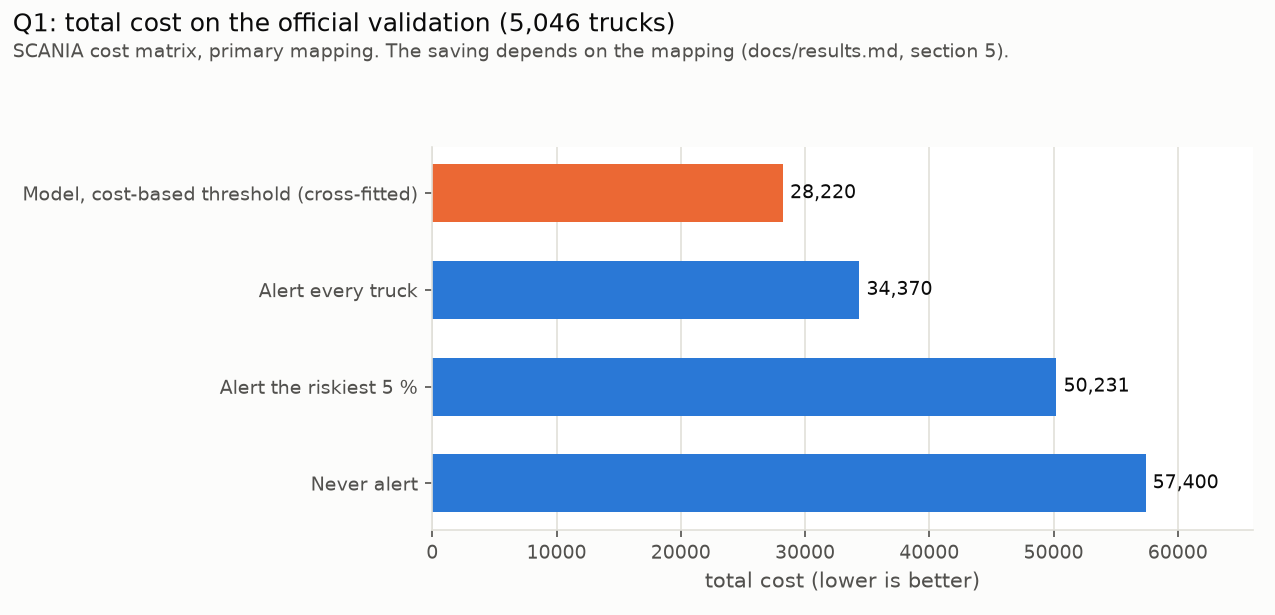 Q1: total cost on the official validation (5,046 trucks)
SCANIA cost matrix, primary mapping. The saving depends on the mapping (docs/results.md, section 5).
Model, cost-based threshold (cross-fitted)
28,220
Alert every truck
34,370
Alert the riskiest 5 %
50,231
Never alert
57,400
0 10000 20000 30000 40000 50000 60000
total cost (lower is better)